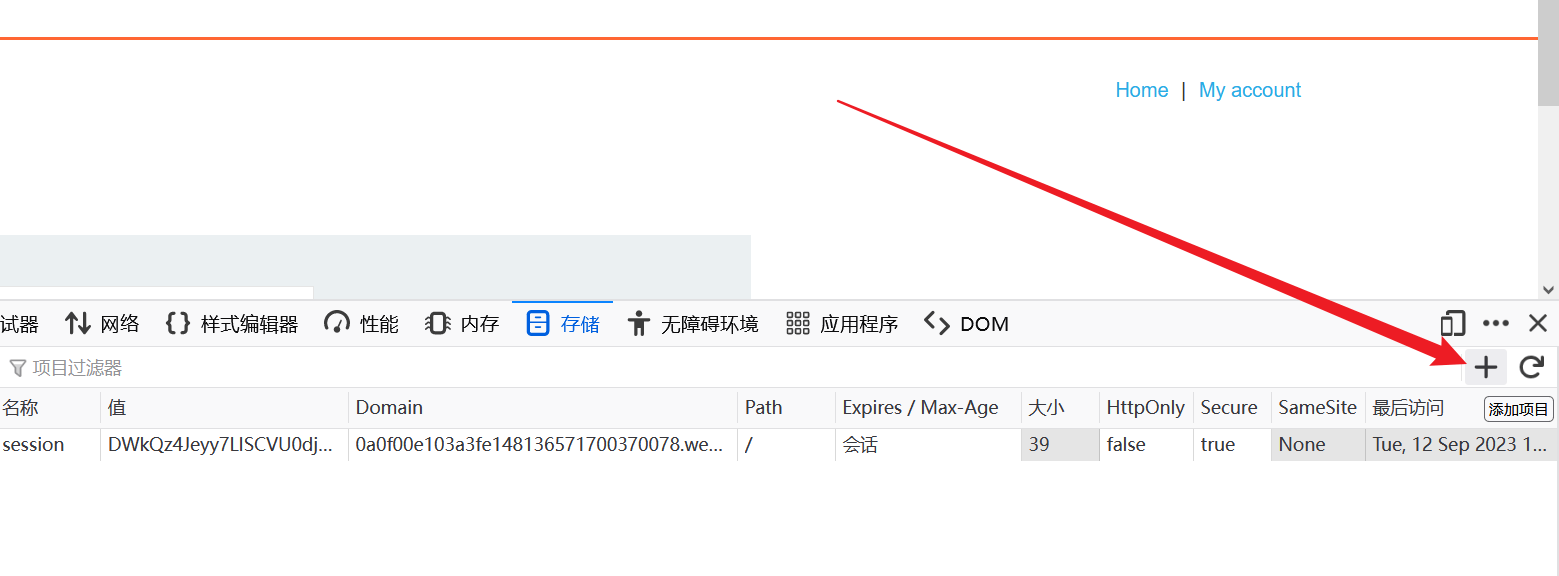 Home | My account
试器 网络 样式编辑器 性能 内存 存储 无障碍环境 应用程序 DOM
项目过滤器
名称 值 Domain Path Expires / Max-Age 大小 HttpOnly Secure SameSite 最后访问 添加项目
session DWkQz4Jeyy7LISCVU0dj... 0a0f00e103a3fe148136571700370078.we... / 会话 39 false true None Tue, 12 Sep 2023 1...